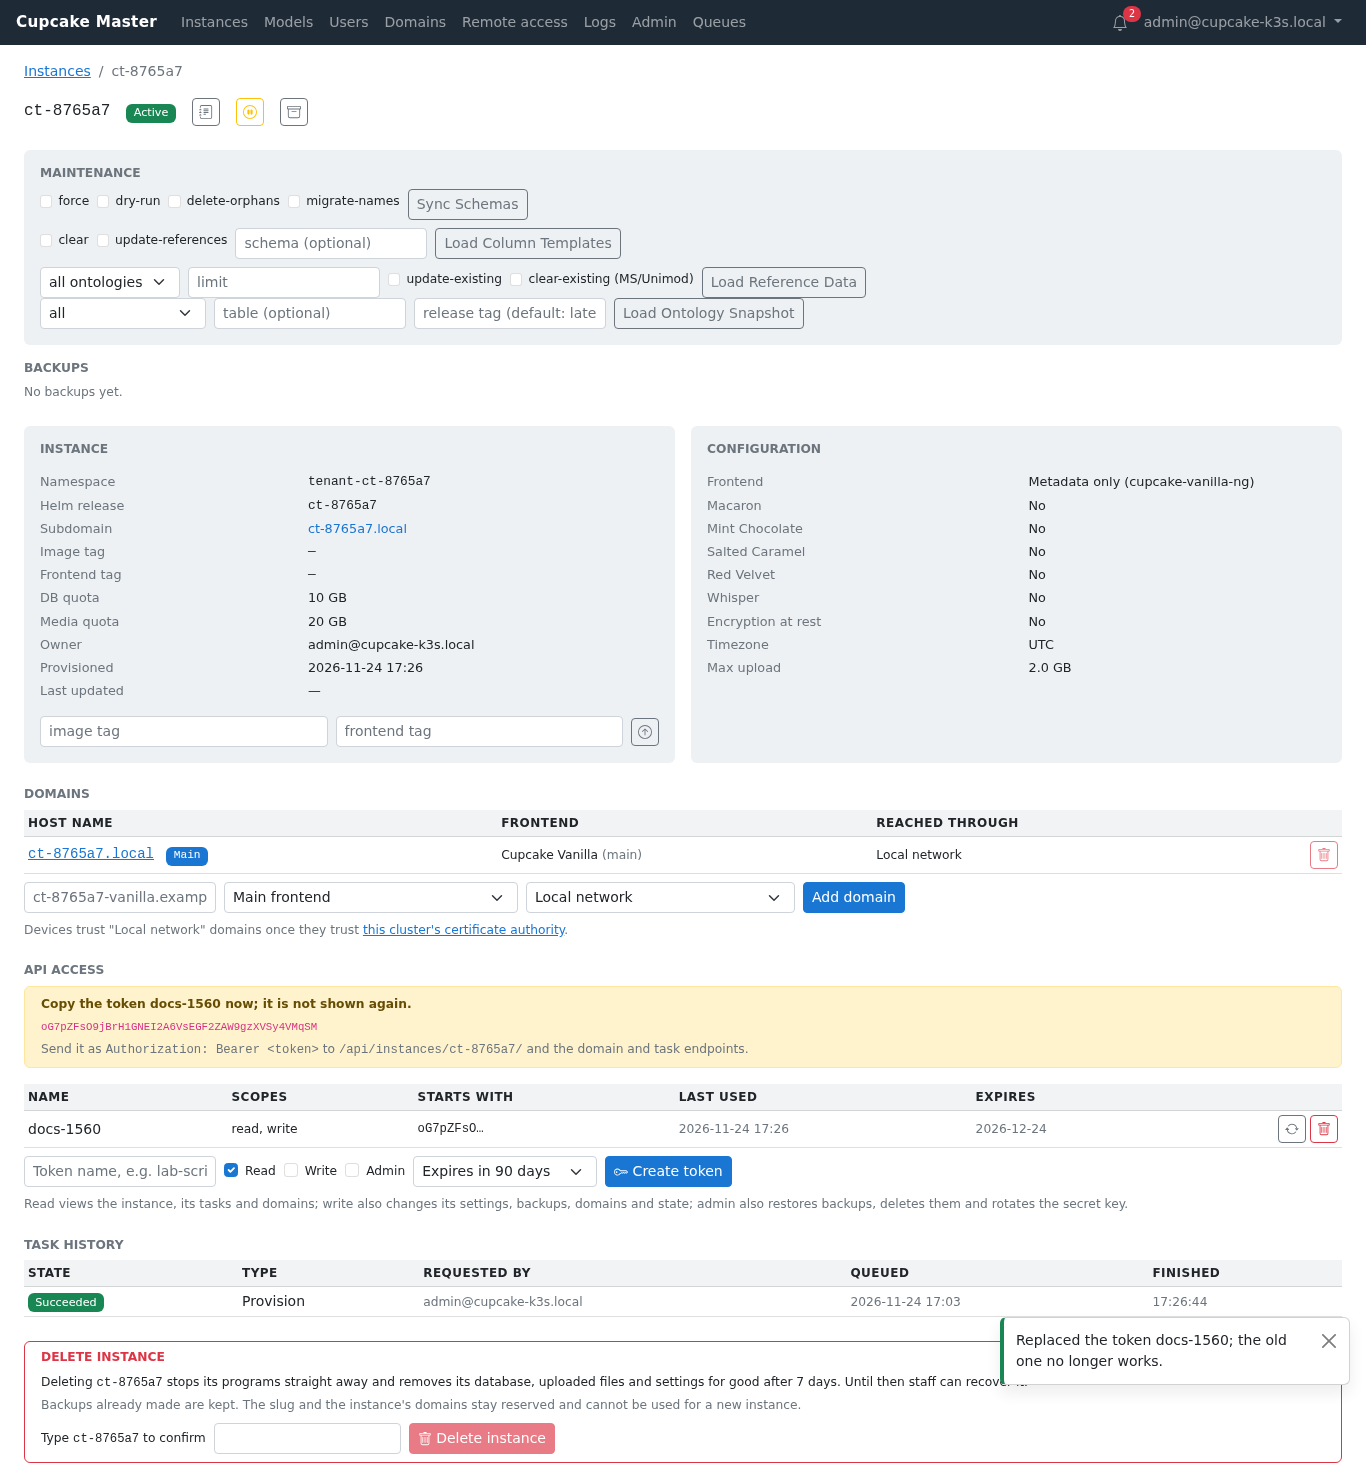 Cupcake Master Instances Models Users Domains Remote access Logs Admin Queues 2 admin@cupcake-k3s.local
Instances / ct-8765a7
ct-8765a7 Active
MAINTENANCE
force dry-run delete-orphans migrate-names Sync Schemas
clear update-references schema (optional) Load Column Templates
all ontologies limit update-existing clear-existing (MS/Unimod) Load Reference Data
all table (optional) release tag (default: late Load Ontology Snapshot
BACKUPS
No backups yet.
INSTANCE
Namespace tenant-ct-8765a7
Helm release ct-8765a7
Subdomain ct-8765a7.local
Image tag —
Frontend tag —
DB quota 10 GB
Media quota 20 GB
Owner admin@cupcake-k3s.local
Provisioned 2026-11-24 17:26
Last updated —
image tag frontend tag
CONFIGURATION
Frontend Metadata only (cupcake-vanilla-ng)
Macaron No
Mint Chocolate No
Salted Caramel No
Red Velvet No
Whisper No
Encryption at rest No
Timezone UTC
Max upload 2.0 GB
DOMAINS
HOST NAME FRONTEND REACHED THROUGH
ct-8765a7.local Main Cupcake Vanilla (main) Local network
ct-8765a7-vanilla.examp Main frontend Local network Add domain
Devices trust "Local network" domains once they trust this cluster's certificate authority.
API ACCESS
Copy the token docs-1560 now; it is not shown again.
oG7pZFsO9jBrH1GNEI2A6VsEGF2ZAW9gzXVSy4VMqSM
Send it as Authorization: Bearer <token> to /api/instances/ct-8765a7/ and the domain and task endpoints.
NAME SCOPES STARTS WITH LAST USED EXPIRES
docs-1560 read, write oG7pZFsO… 2026-11-24 17:26 2026-12-24
Token name, e.g. lab-scri Read Write Admin Expires in 90 days Create token
Read views the instance, its tasks and domains; write also changes its settings, backups, domains and state; admin also restores backups, deletes them and rotates the secret key.
TASK HISTORY
STATE TYPE REQUESTED BY QUEUED FINISHED
Succeeded Provision admin@cupcake-k3s.local 2026-11-24 17:03 17:26:44
Replaced the token docs-1560; the old
one no longer works.
DELETE INSTANCE
Deleting ct-8765a7 stops its programs straight away and removes its database, uploaded files and settings for good after 7 days. Until then staff can
Backups already made are kept. The slug and the instance's domains stay reserved and cannot be used for a new instance.
Type ct-8765a7 to confirm Delete instance